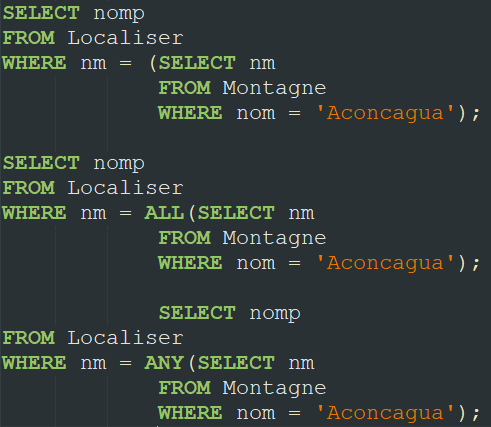 SELECT nomp
FROM Localiser
WHERE nm = (SELECT nm
FROM Montagne
WHERE nom = 'Aconcagua');
SELECT nomp
FROM Localiser
WHERE nm = ALL(SELECT nm
FROM Montagne
WHERE nom = 'Aconcagua');
SELECT nomp
FROM Localiser
WHERE nm = ANY(SELECT nm
FROM Montagne
WHERE nom = 'Aconcagua');